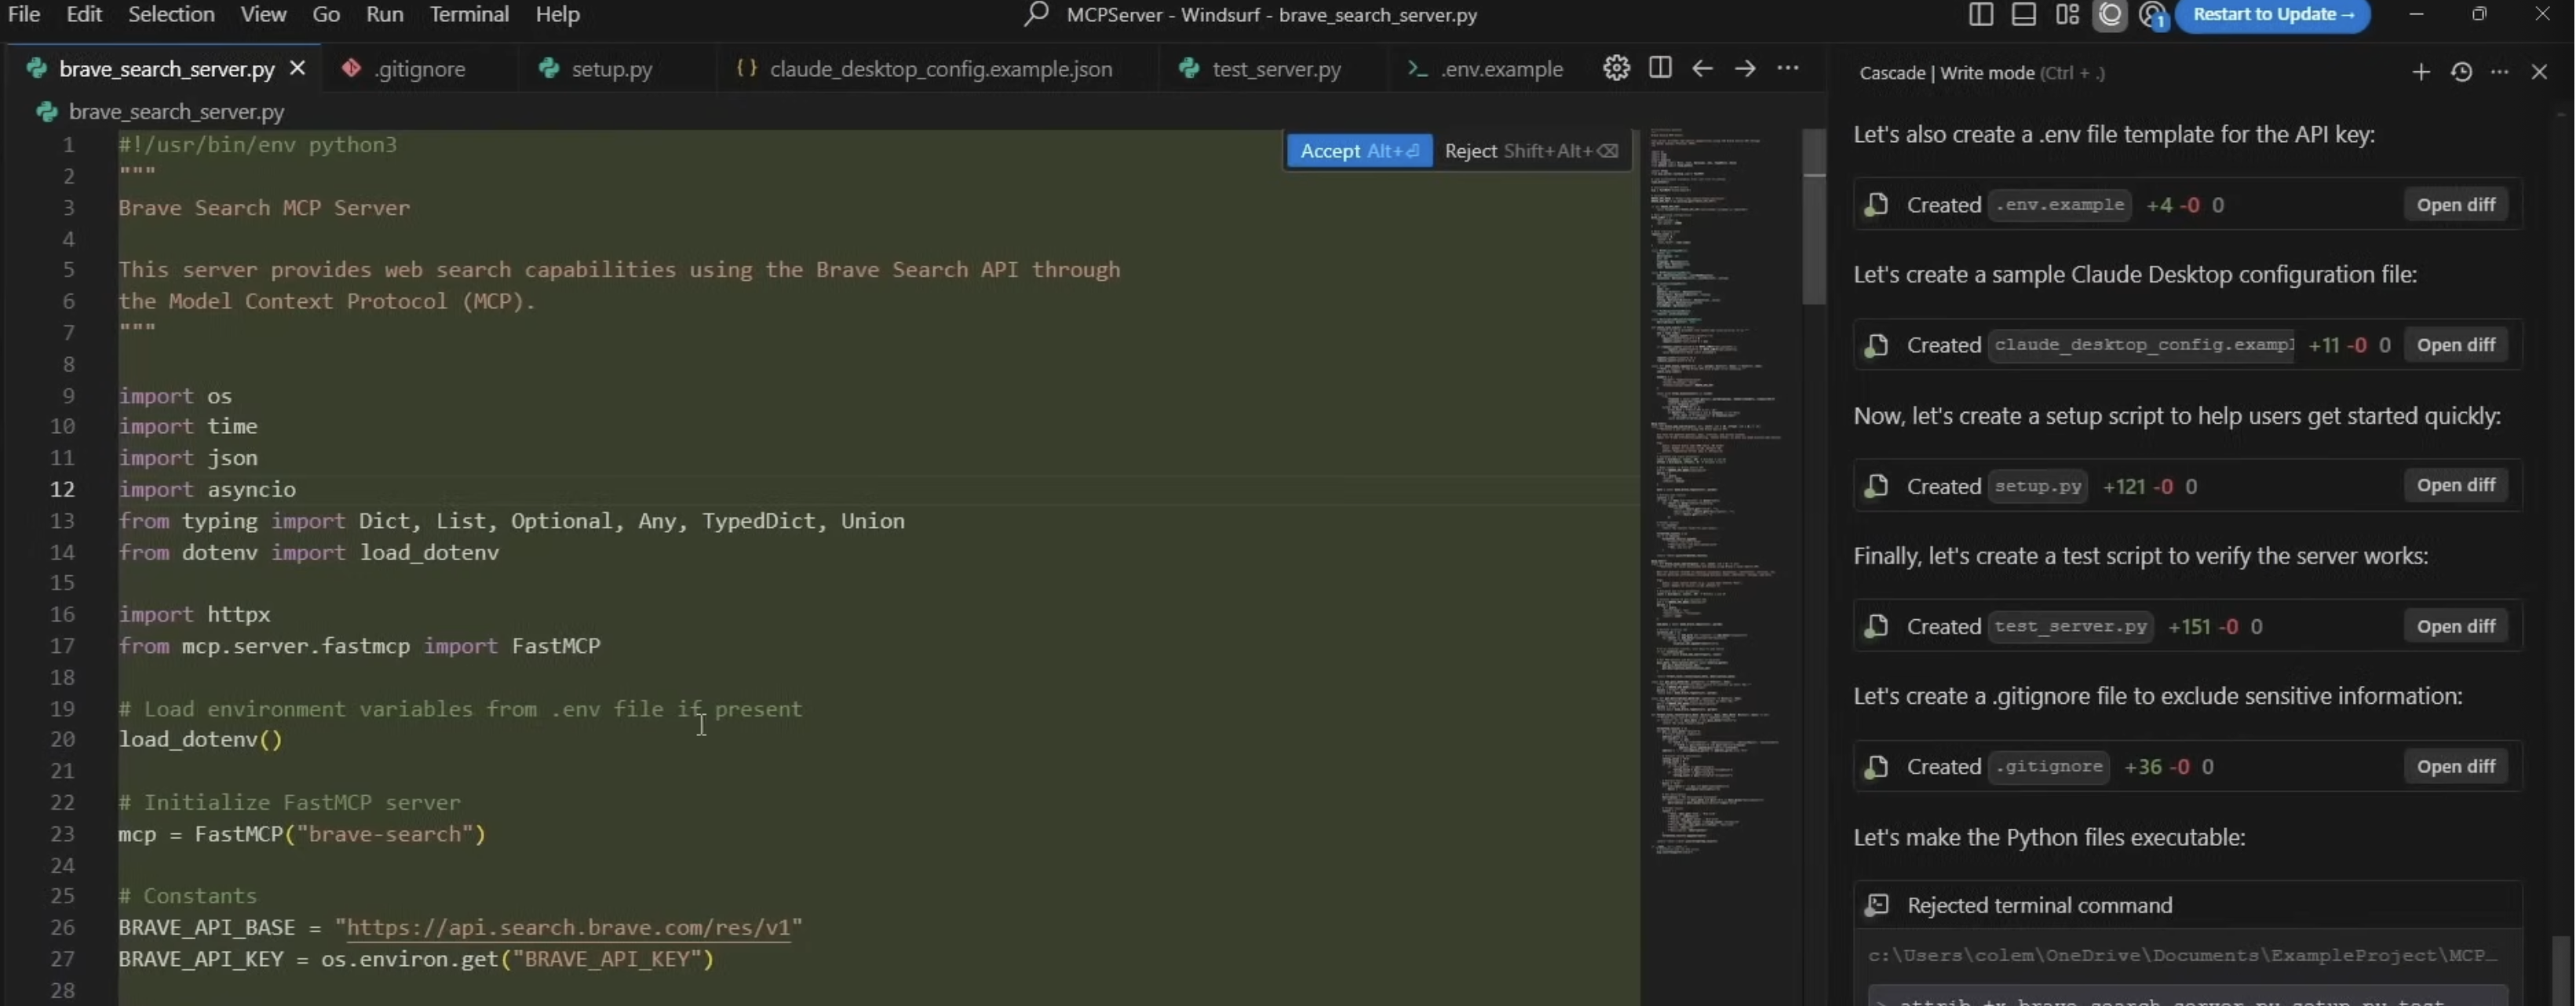 File Edit Selection View Go Run Terminal Help MCPServer - Windsurf - brave_search_server.py 1 Restart to Update →
brave_search_server.py .gitignore setup.py {} claude_desktop_config.example.json test_server.py .env.example
brave_search_server.py
1 #!/usr/bin/env python3
2 """
3 Brave Search MCP Server
4
5 This server provides web search capabilities using the Brave Search API through
6 the Model Context Protocol (MCP).
7 """
8
9 import os
10 import time
11 import json
12 import asyncio
13 from typing import Dict, List, Optional, Any, TypedDict, Union
14 from dotenv import load_dotenv
15
16 import httpx
17 from mcp.server.fastmcp import FastMCP
18
19 # Load environment variables from .env file if present
20 load_dotenv()
21
22 # Initialize FastMCP server
23 mcp = FastMCP("brave-search")
24
25 # Constants
26 BRAVE_API_BASE = "https://api.search.brave.com/res/v1"
27 BRAVE_API_KEY = os.environ.get("BRAVE_API_KEY")
28
Accept Alt+⏎ Reject Shift+Alt+⌫
Cascade | Write mode (Ctrl + .)
Let's also create a .env file template for the API key:
Created .env.example +4 -0 0 Open diff
Let's create a sample Claude Desktop configuration file:
Created claude_desktop_config.exampl +11 -0 0 Open diff
Now, let's create a setup script to help users get started quickly:
Created setup.py +121 -0 0 Open diff
Finally, let's create a test script to verify the server works:
Created test_server.py +151 -0 0 Open diff
Let's create a .gitignore file to exclude sensitive information:
Created .gitignore +36 -0 0 Open diff
Let's make the Python files executable:
Rejected terminal command
c:\Users\colem\OneDrive\Documents\ExampleProject\MCP_
> attrib +x brave_search_server.py setup.py test_